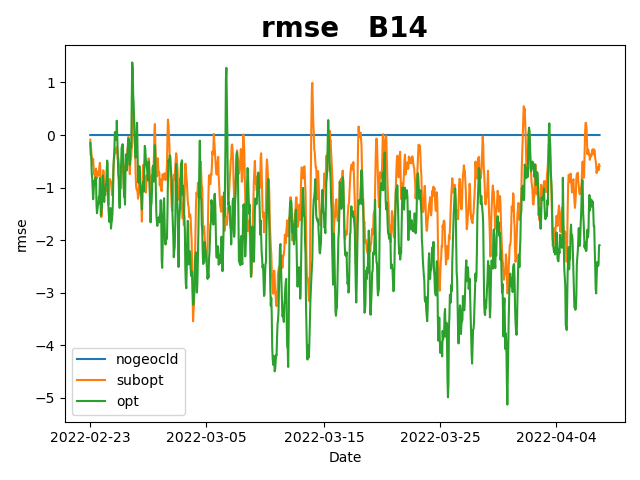 rmse   B14
1
0
−1
−2
−3
−4
−5
rmse
nogeocld
subopt
opt
2022-02-23
2022-03-05
2022-03-15
2022-03-25
2022-04-04
Date